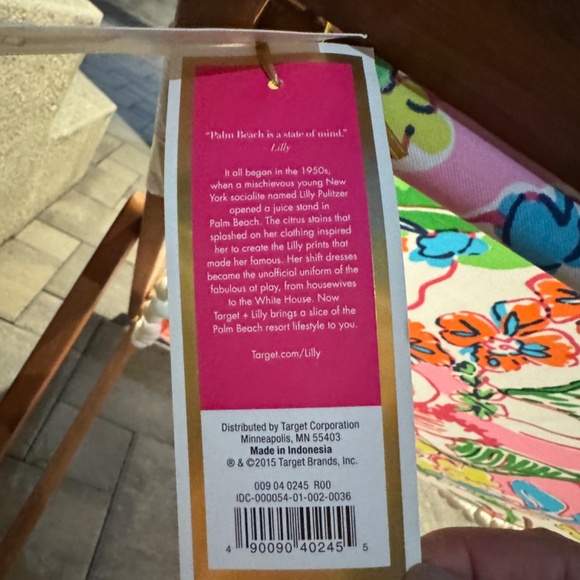 “Palm Beach is a state of mind.”
- Lilly
It all began in the 1950s,
when a mischievous young New
York socialite named Lilly Pulitzer
opened a juice stand in
Palm Beach. The citrus stains that
splashed on her clothing inspired
her to create the Lilly prints that
made her famous. Her shift dresses
became the unofficial uniform of the
fabulous at play, from housewives
to the White House. Now
Target + Lilly brings a slice of the
Palm Beach resort lifestyle to you.
Target.com/Lilly
Distributed by Target Corporation
Minneapolis, MN 55403
Made in Indonesia
® & ©2015 Target Brands, Inc.
009 04 0245 R00
IDC-000054-01-002-0036
4 90090 40245 5